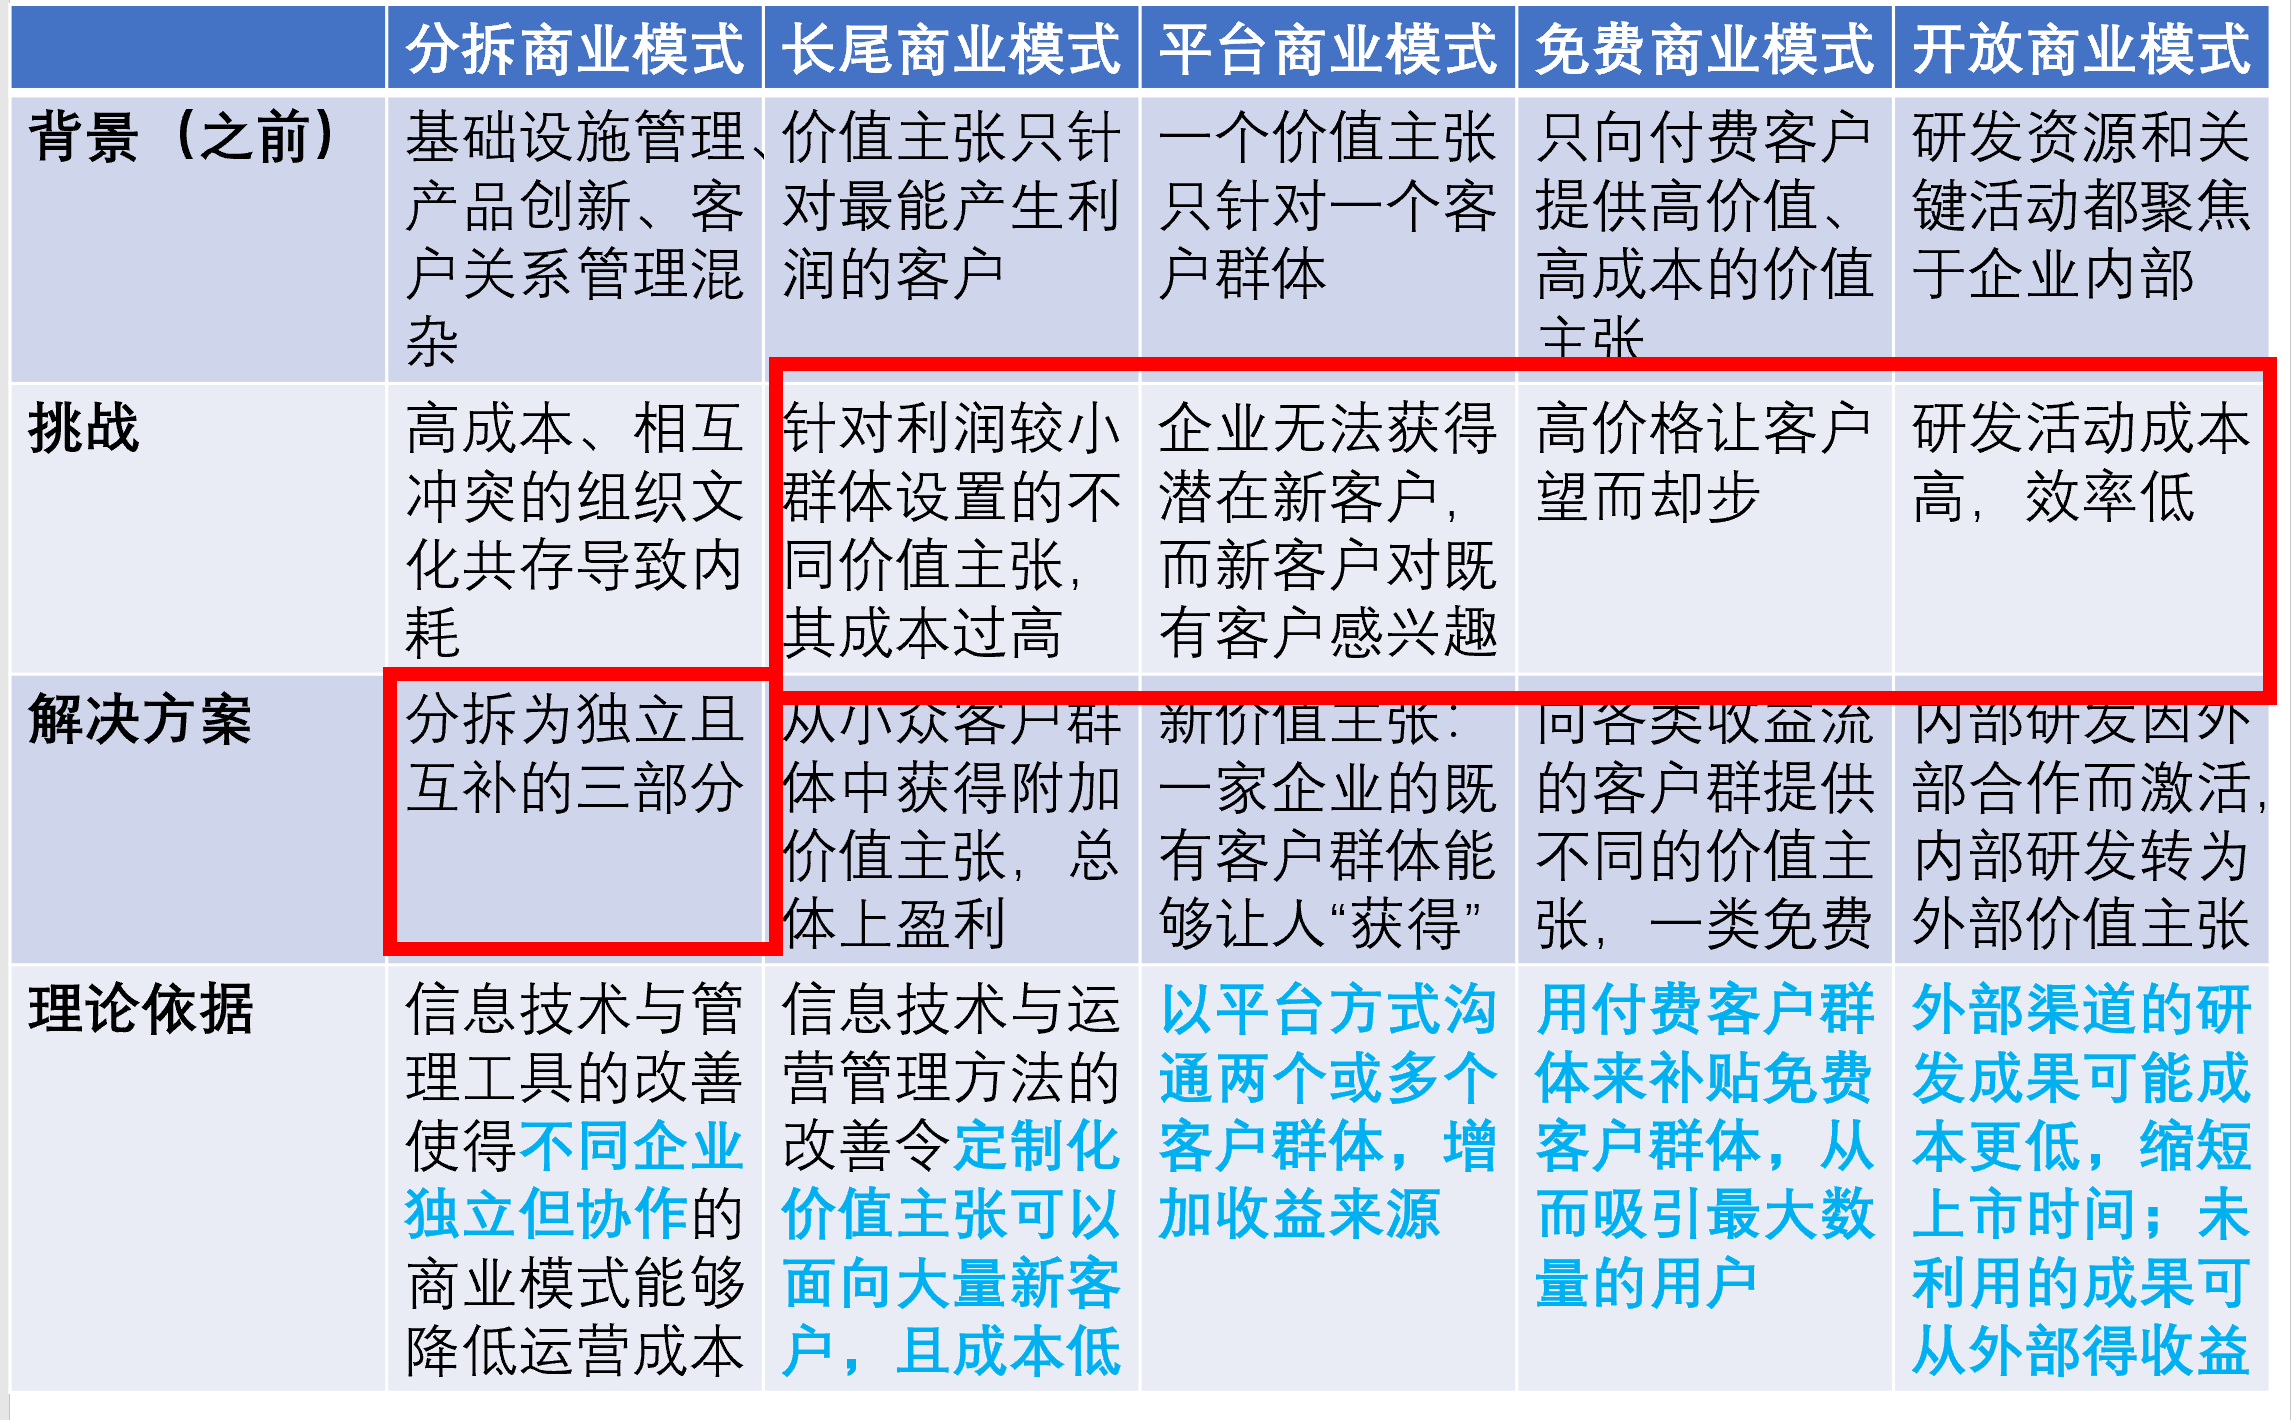 分拆商业模式
长尾商业模式
平台商业模式
免费商业模式
开放商业模式
背景（之前）
基础设施管理、
产品创新、客
户关系管理混
杂
价值主张只针
对最能产生利
润的客户
一个价值主张
只针对一个客
户群体
只向付费客户
提供高价值、
高成本的价值
主张
研发资源和关
键活动都聚焦
于企业内部
挑战
高成本、相互
冲突的组织文
化共存导致内
耗
针对利润较小
群体设置的不
同价值主张，
其成本过高
企业无法获得
潜在新客户，
而新客户对既
有客户感兴趣
高价格让客户
望而却步
研发活动成本
高，效率低
解决方案
分拆为独立且
互补的三部分
从小众客户群
体中获得附加
价值主张，总
体上盈利
新价值主张：
一家企业的既
有客户群体能
够让人“获得”
向各类收益流
的客户群提供
不同的价值主
张，一类免费
内部研发因外
部合作而激活，
内部研发转为
外部价值主张
理论依据
信息技术与管
理工具的改善
使得不同企业
独立但协作的
商业模式能够
降低运营成本
信息技术与运
营管理方法的
改善令定制化
价值主张可以
面向大量新客
户，且成本低
以平台方式沟
通两个或多个
客户群体，增
加收益来源
用付费客户群
体来补贴免费
客户群体，从
而吸引最大数
量的用户
外部渠道的研
发成果可能成
本更低，缩短
上市时间；未
利用的成果可
从外部得收益